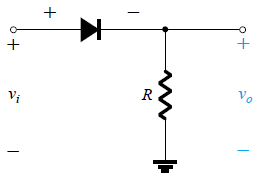 + −
+ +
vi R vo
− −